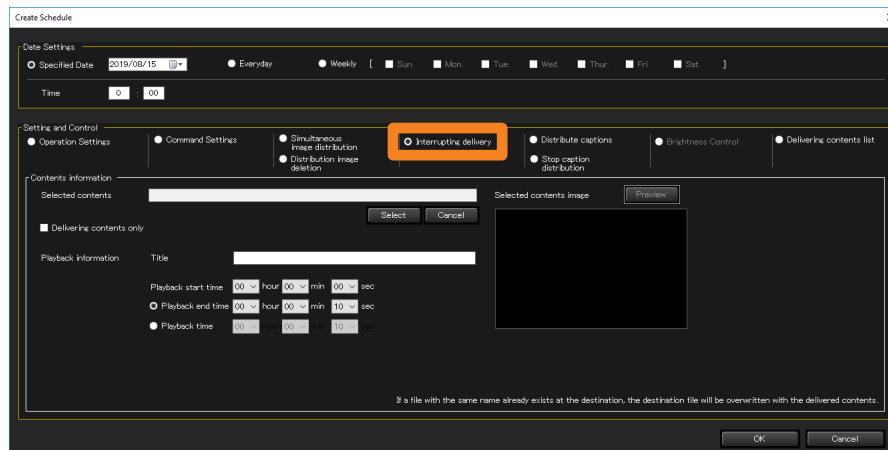 Create Schedule
Date Settings
Specified Date 2019/08/15 Everyday Weekly [ Sun. Mon. Tue. Wed. Thur. Fri. Sat. ]
Time 0 : 00
Setting and Control
Operation Settings
Command Settings
Simultaneous
image distribution
Distribution image
deletion
Interrupting delivery
Distribute captions
Stop caption
distribution
Brightness Control
Delivering contents list
Contents information
Selected contents
Select Cancel
Delivering contents only
Selected contents image Preview
Playback information Title
Playback start time 00 hour 00 min 00 sec
Playback end time 00 hour 00 min 10 sec
Playback time 00 hour 00 min 10 sec
If a file with the same name already exists at the destination, the destination file will be overwritten with the delivered contents.
OK Cancel